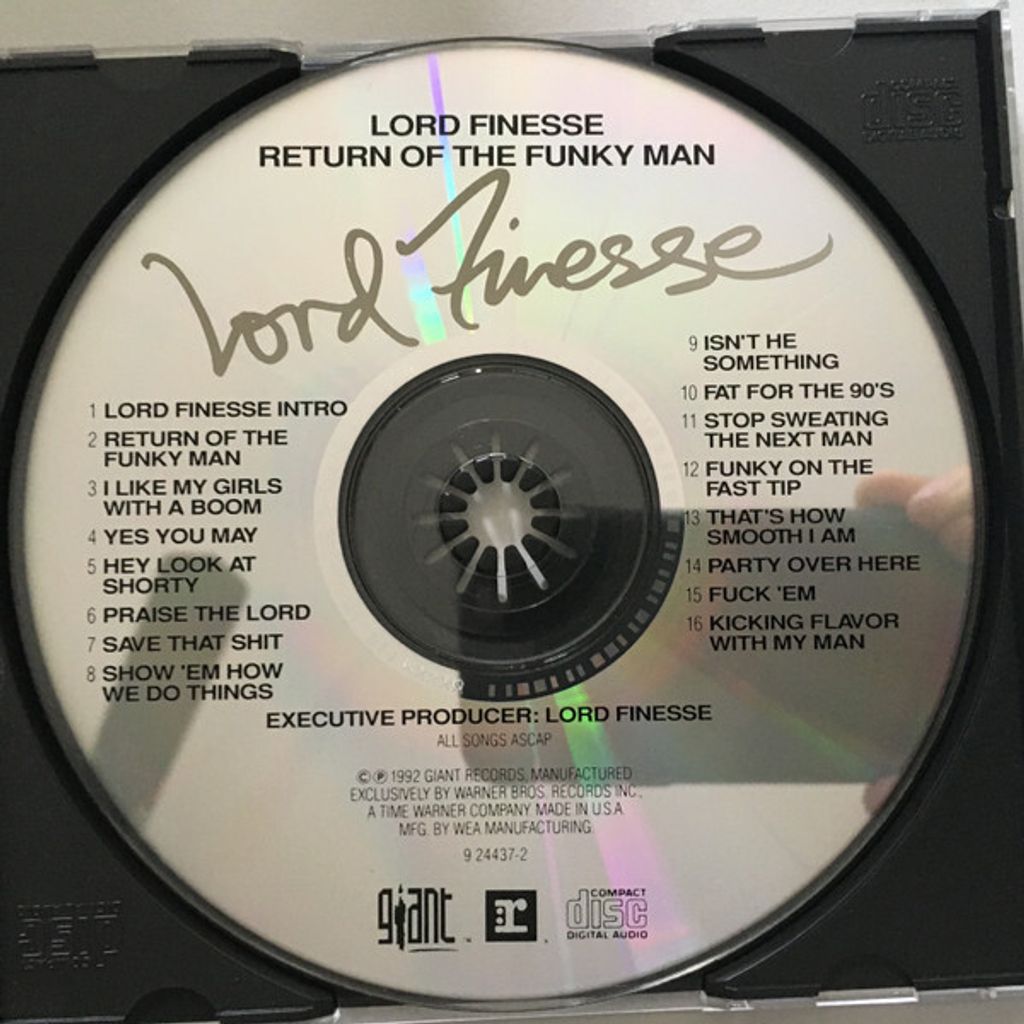 LORD FINESSE
RETURN OF THE FUNKY MAN
Lord Finesse
1 LORD FINESSE INTRO
2 RETURN OF THE
FUNKY MAN
3 I LIKE MY GIRLS
WITH A BOOM
4 YES YOU MAY
5 HEY LOOK AT
SHORTY
6 PRAISE THE LORD
7 SAVE THAT SHIT
8 SHOW 'EM HOW
WE DO THINGS
9 ISN'T HE
SOMETHING
10 FAT FOR THE 90'S
11 STOP SWEATING
THE NEXT MAN
12 FUNKY ON THE
FAST TIP
13 THAT'S HOW
SMOOTH I AM
14 PARTY OVER HERE
15 FUCK 'EM
16 KICKING FLAVOR
WITH MY MAN
EXECUTIVE PRODUCER: LORD FINESSE
ALL SONGS ASCAP
© ℗ 1992 GIANT RECORDS, MANUFACTURED
EXCLUSIVELY BY WARNER BROS. RECORDS INC.,
A TIME WARNER COMPANY. MADE IN U.S.A.
MFG. BY WEA MANUFACTURING.
9 24437-2
giant™ r. COMPACT
disc
DIGITAL AUDIO
COMPACT
disc